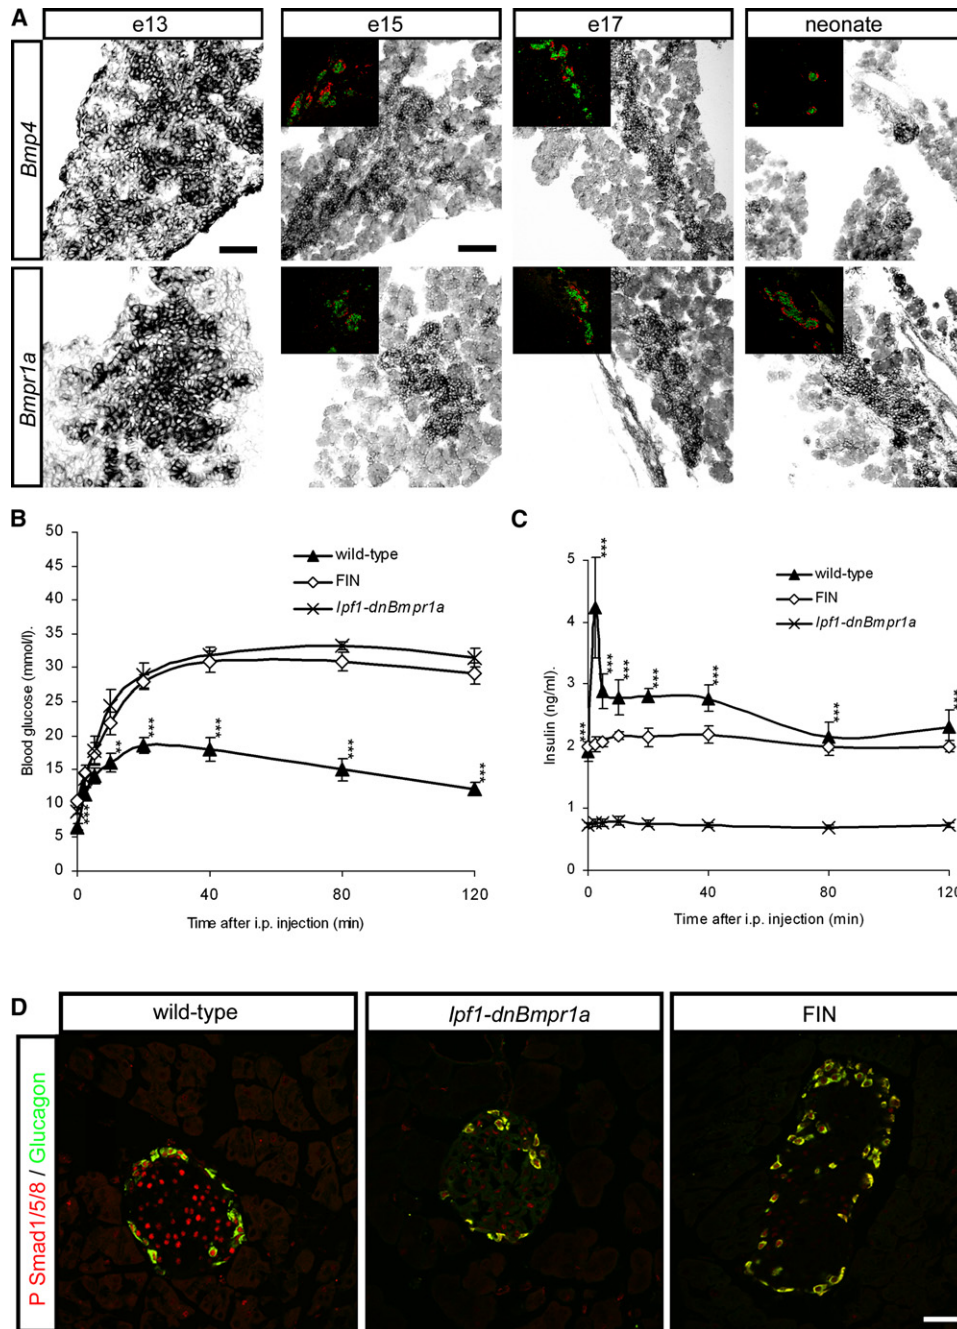 A
e13
e15
e17
neonate
Bmp4
Bmpr1a
B
50
45
40
35
30
25
20
15
10
5
0
Blood glucose (mmol/l).
wild-type
FIN
Ipf1-dnBmpr1a
***
**
***
***
***
***
0
40
80
120
Time after i.p. injection (min)
C
5
4
3
2
1
0
Insulin (ng/ml).
wild-type
FIN
Ipf1-dnBmpr1a
***
***
***
***
***
***
***
***
0
40
80
120
Time after i.p. injection (min)
D
wild-type
Ipf1-dnBmpr1a
FIN
P Smad1/5/8 / Glucagon